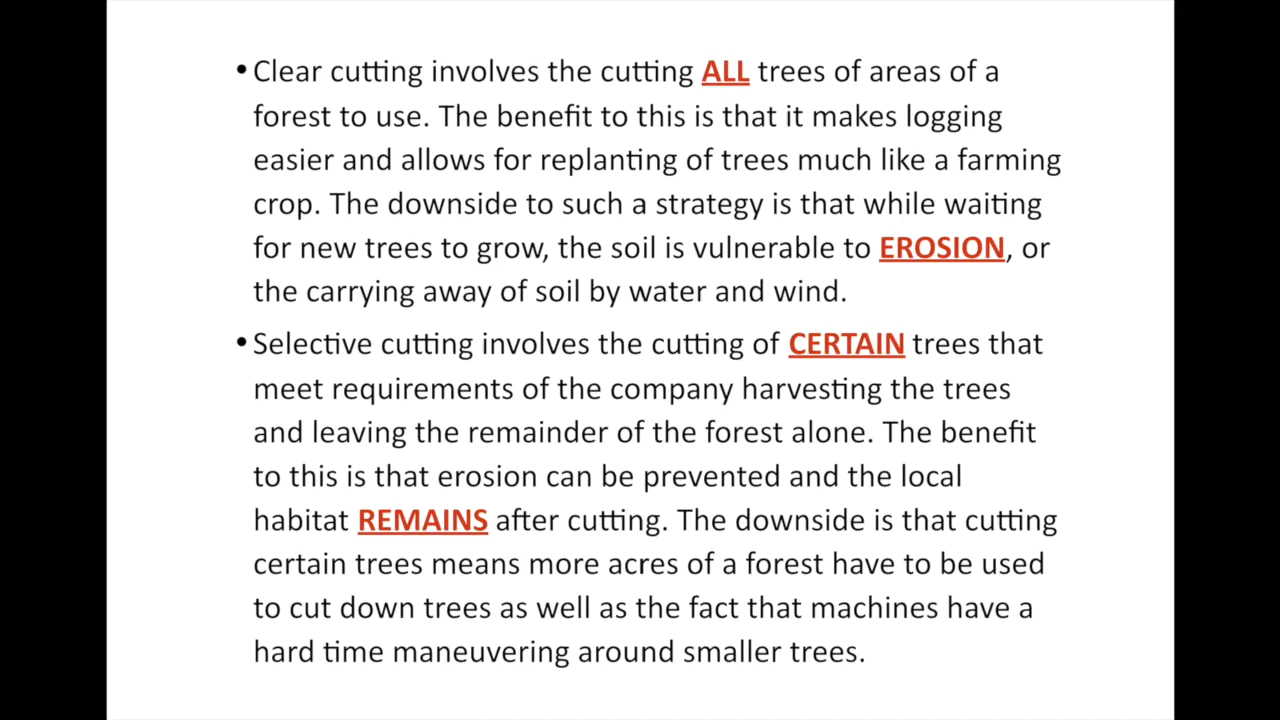 • Clear cutting involves the cutting ALL trees of areas of a
forest to use. The benefit to this is that it makes logging
easier and allows for replanting of trees much like a farming
crop. The downside to such a strategy is that while waiting
for new trees to grow, the soil is vulnerable to EROSION, or
the carrying away of soil by water and wind.
• Selective cutting involves the cutting of CERTAIN trees that
meet requirements of the company harvesting the trees
and leaving the remainder of the forest alone. The benefit
to this is that erosion can be prevented and the local
habitat REMAINS after cutting. The downside is that cutting
certain trees means more acres of a forest have to be used
to cut down trees as well as the fact that machines have a
hard time maneuvering around smaller trees.